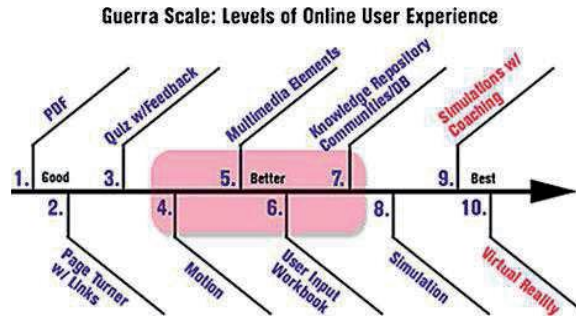 Guerra Scale: Levels of Online User Experience
PDF
Quiz w/Feedback
Multimedia Elements
Knowledge Repository
Communities/DB
Simulations w/
Coaching
1. Good 3. 5. Better 7. 9. Best
2. 4. 6. 8. 10.
Page Turner
w/ Links
Motion
User Input
Workbook
Simulation
Virtual Reality